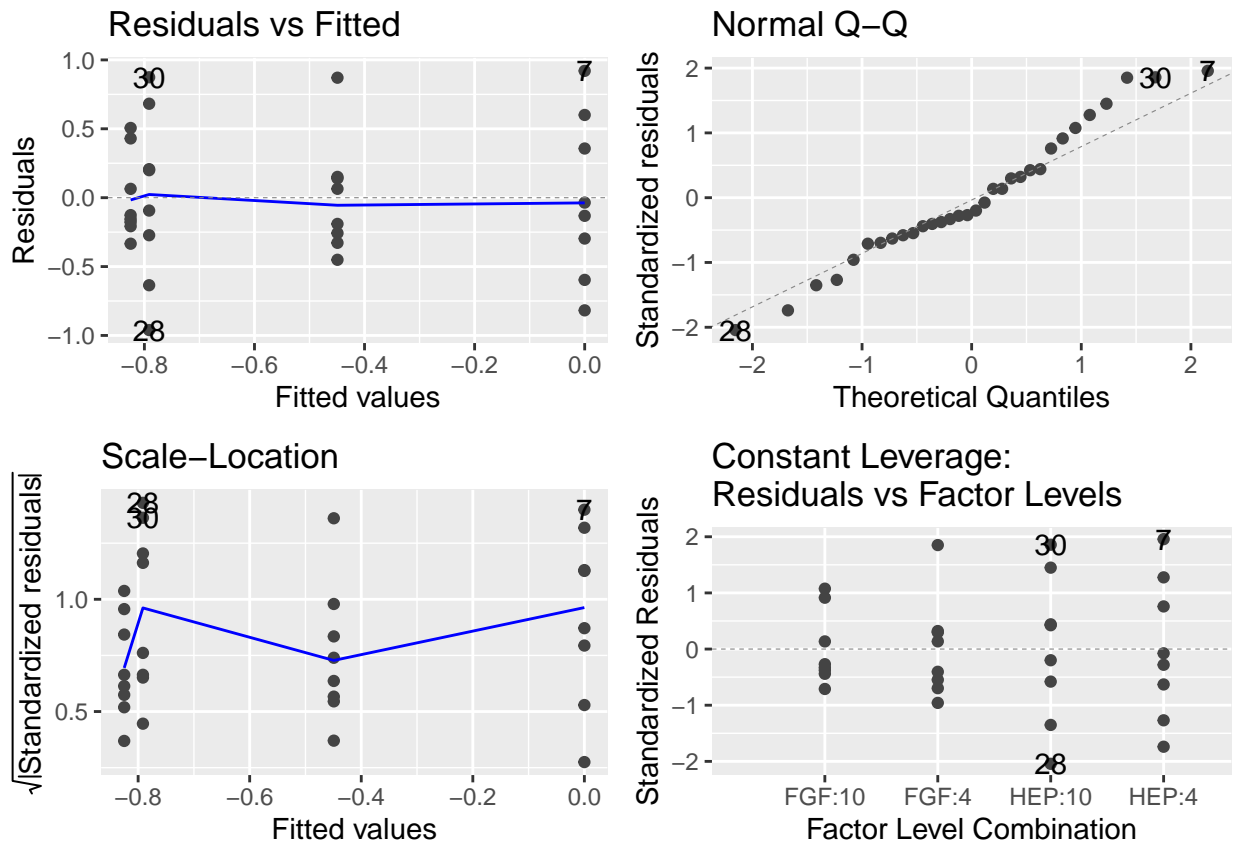 Residuals vs Fitted
1.0
0.5
0.0
−0.5
−1.0
Residuals
30
7
28
−0.8
−0.6
−0.4
−0.2
0.0
Fitted values
Normal Q−Q
2
1
0
−1
−2
Standardized residuals
30
7
28
−2
−1
0
1
2
Theoretical Quantiles
Scale−Location
1.0
0.5
√|Standardized residuals|
28
30
7
−0.8
−0.6
−0.4
−0.2
0.0
Fitted values
Constant Leverage:
Residuals vs Factor Levels
2
1
0
−1
−2
Standardized Residuals
30
7
28
FGF:10
FGF:4
HEP:10
HEP:4
Factor Level Combination